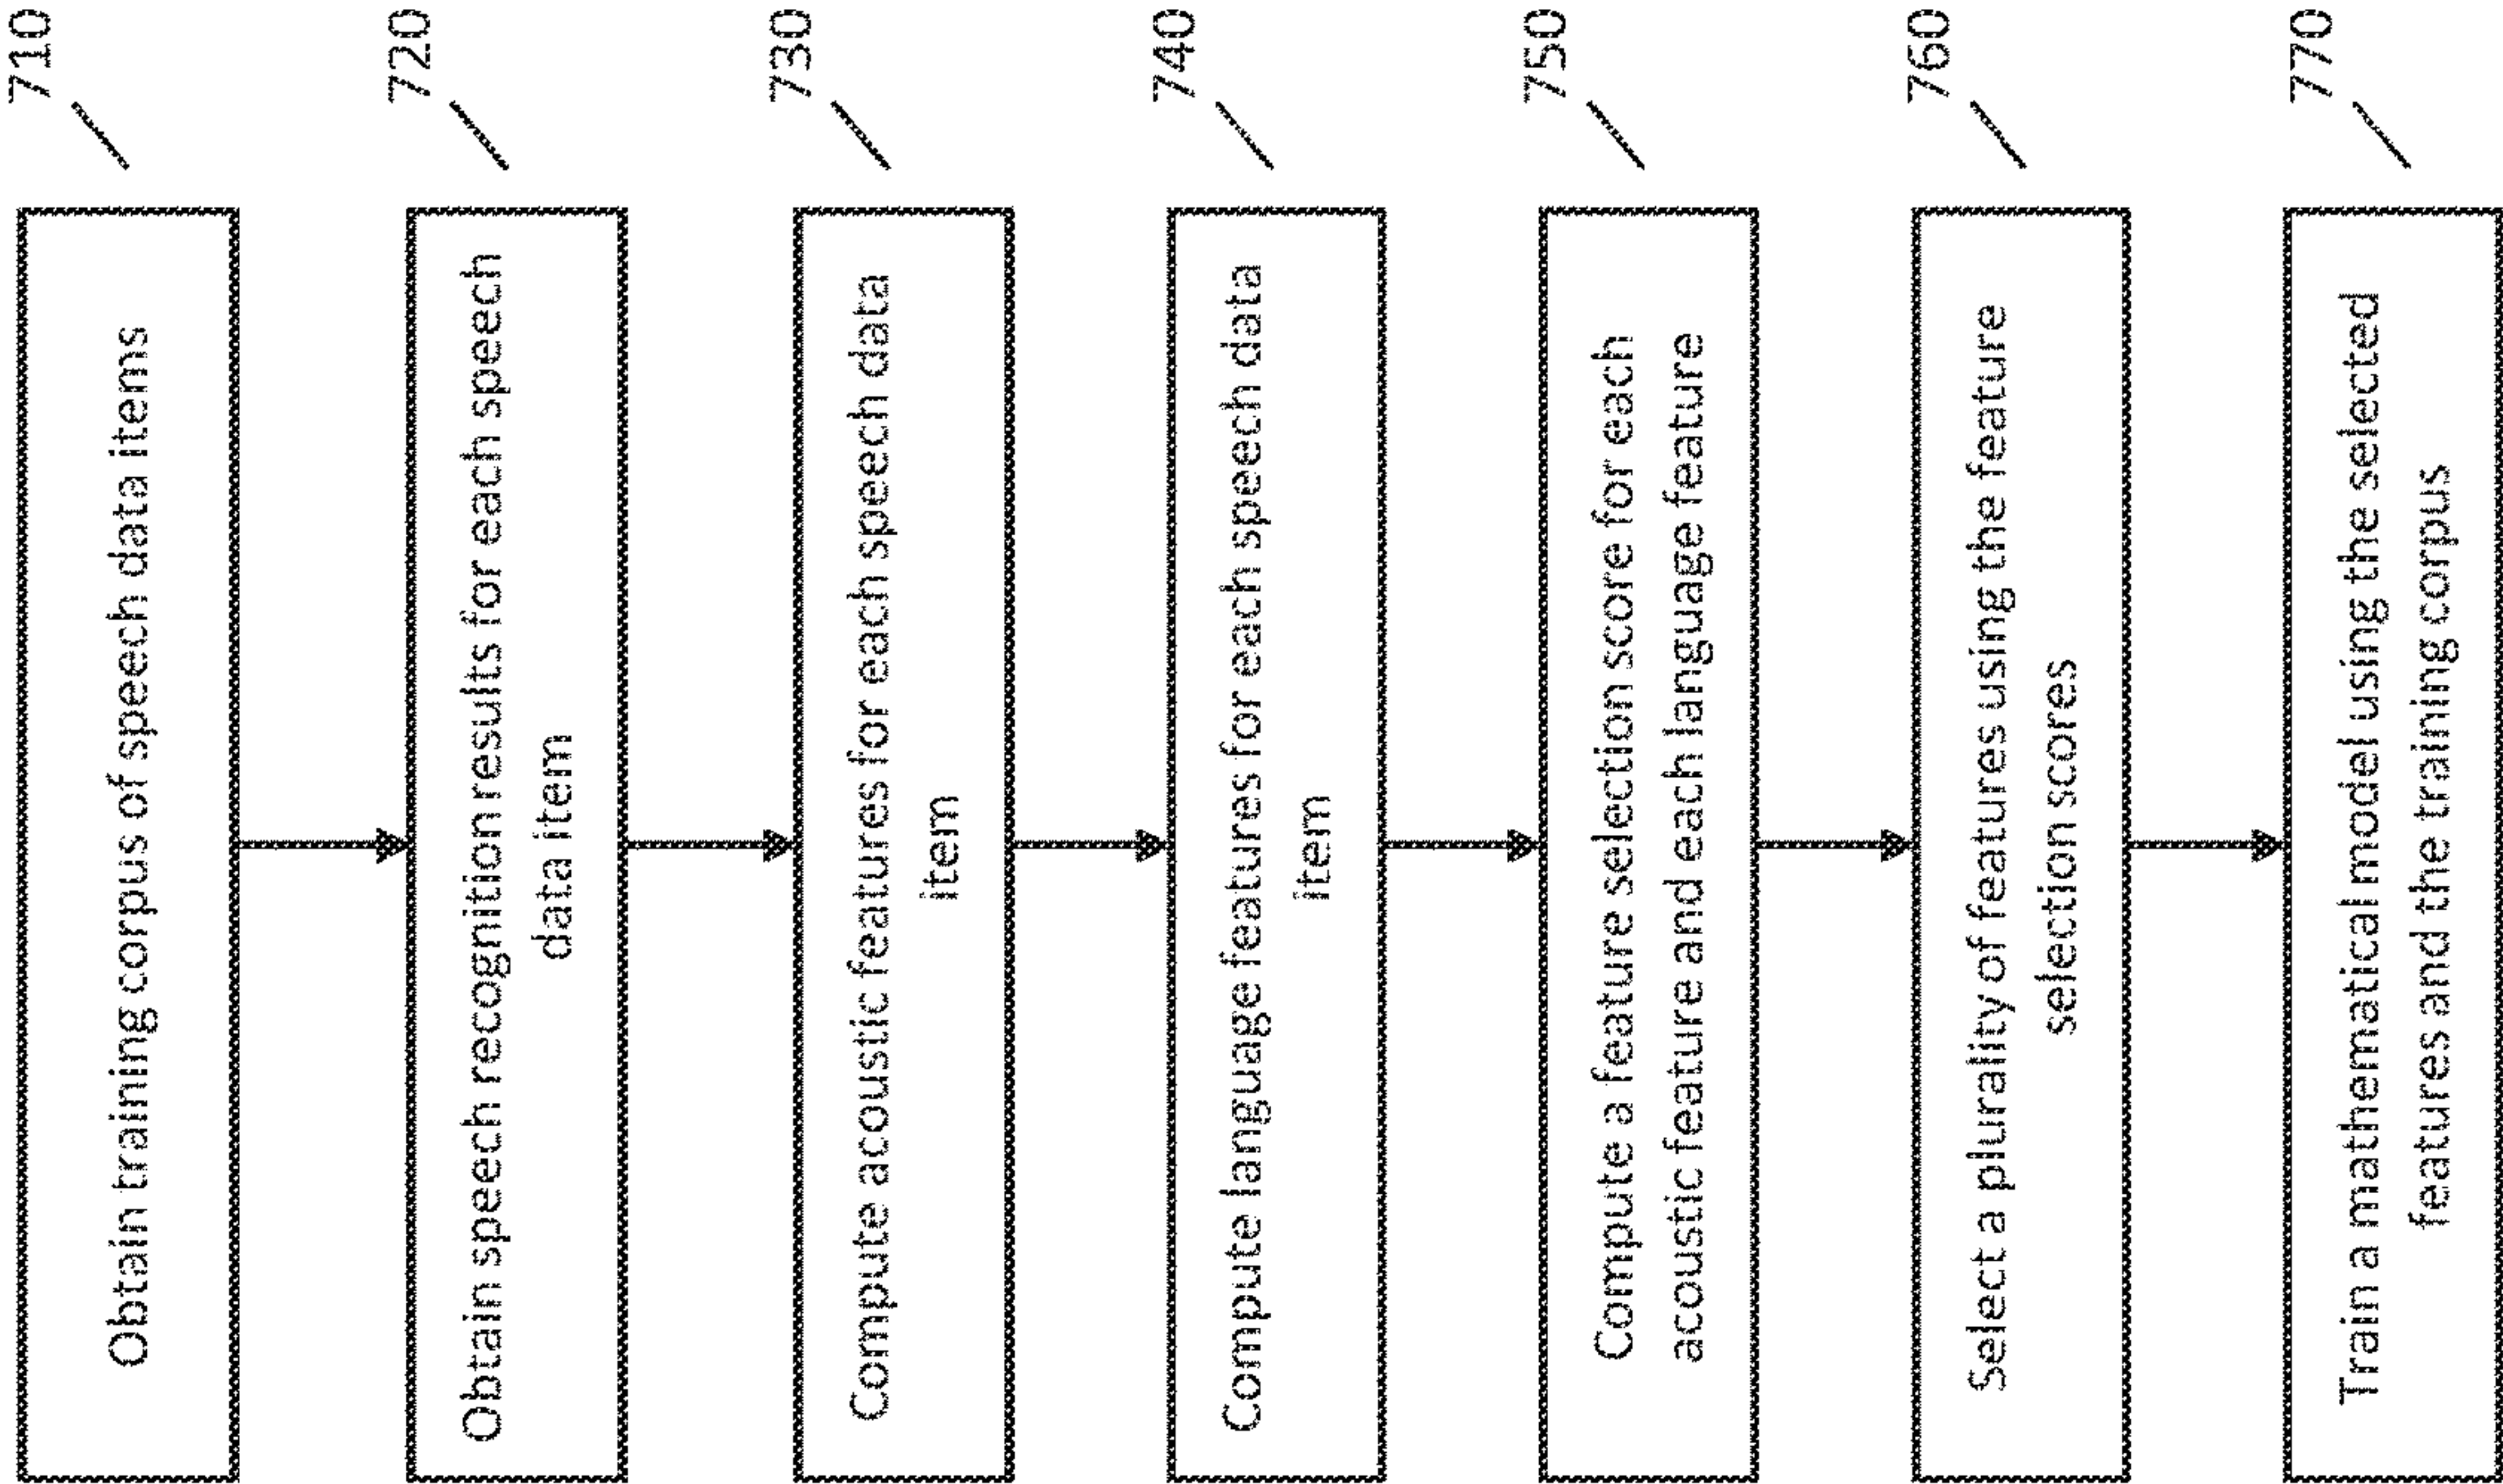 710
Obtain training corpus of speech data items
720
Obtain speech recognition results for each speech
data item
730
Compute acoustic features for each speech data
item
740
Compute language features for each speech data
item
750
Compute a feature selection score for each
acoustic feature and each language feature
760
Select a plurality of features using the feature
selection scores
770
Train a mathematical model using the selected
features and the training corpus